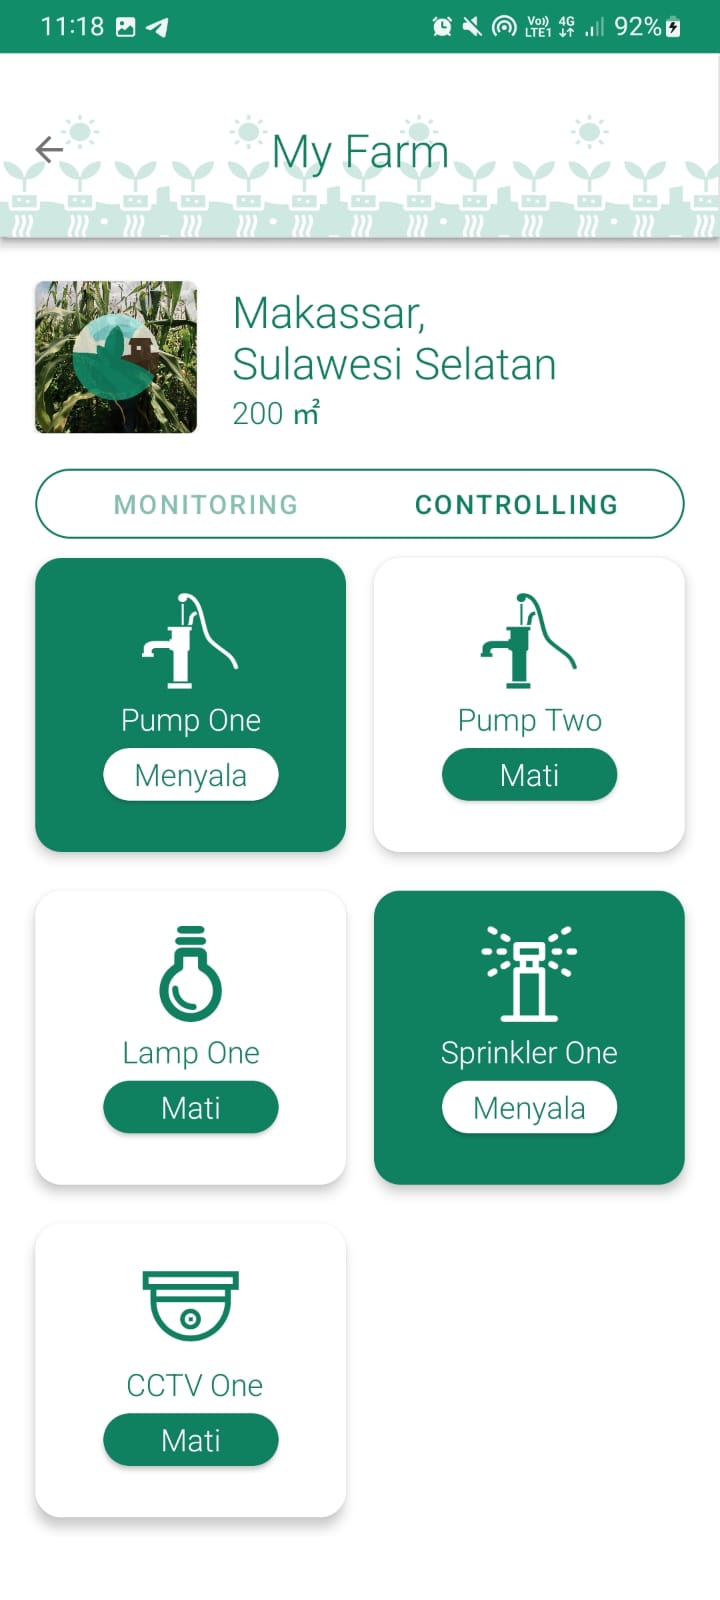 11:18 Vo)) LTE1 4G 92%
My Farm
Makassar,
Sulawesi Selatan
200 ㎡
MONITORING CONTROLLING
Pump One Pump Two
Menyala Mati
Lamp One Sprinkler One
Mati Menyala
CCTV One
Mati